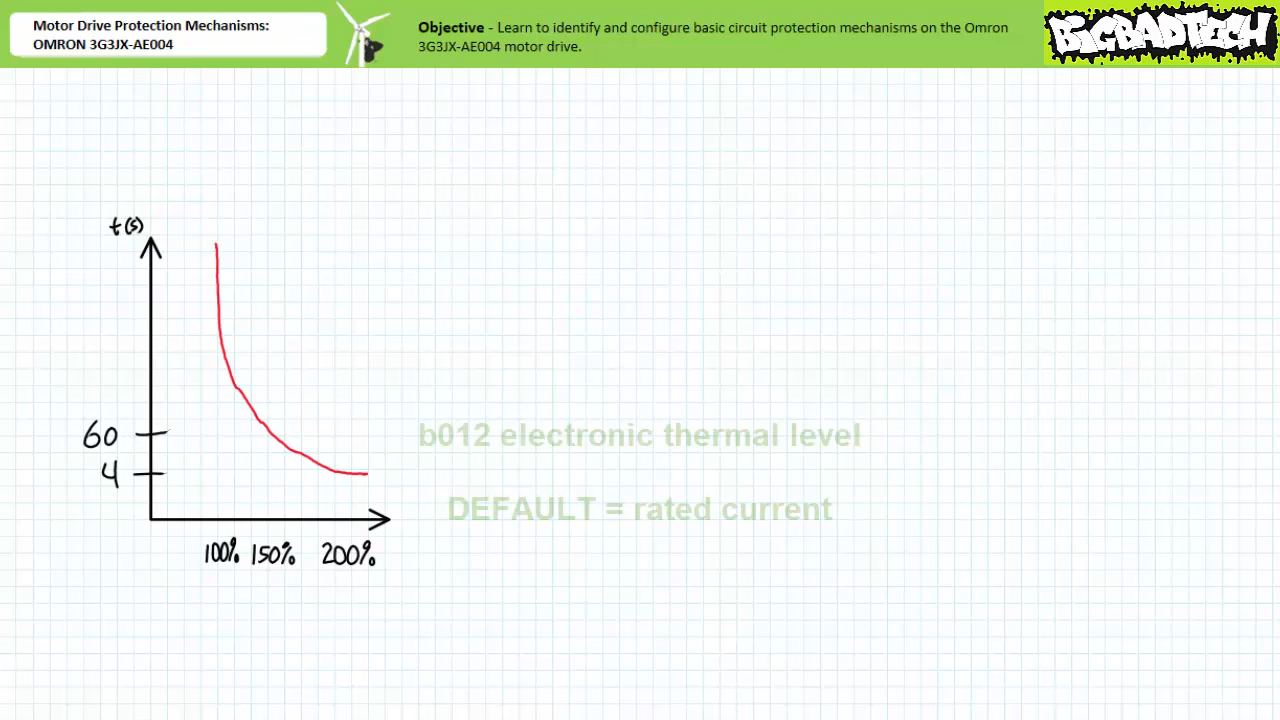 Motor Drive Protection Mechanisms:
OMRON 3G3JX-AE004
Objective - Learn to identify and configure basic circuit protection mechanisms on the Omron
3G3JX-AE004 motor drive.
BIGBADTECH
t(s)
60
4
100% 150% 200%
b012 electronic thermal level
DEFAULT = rated current